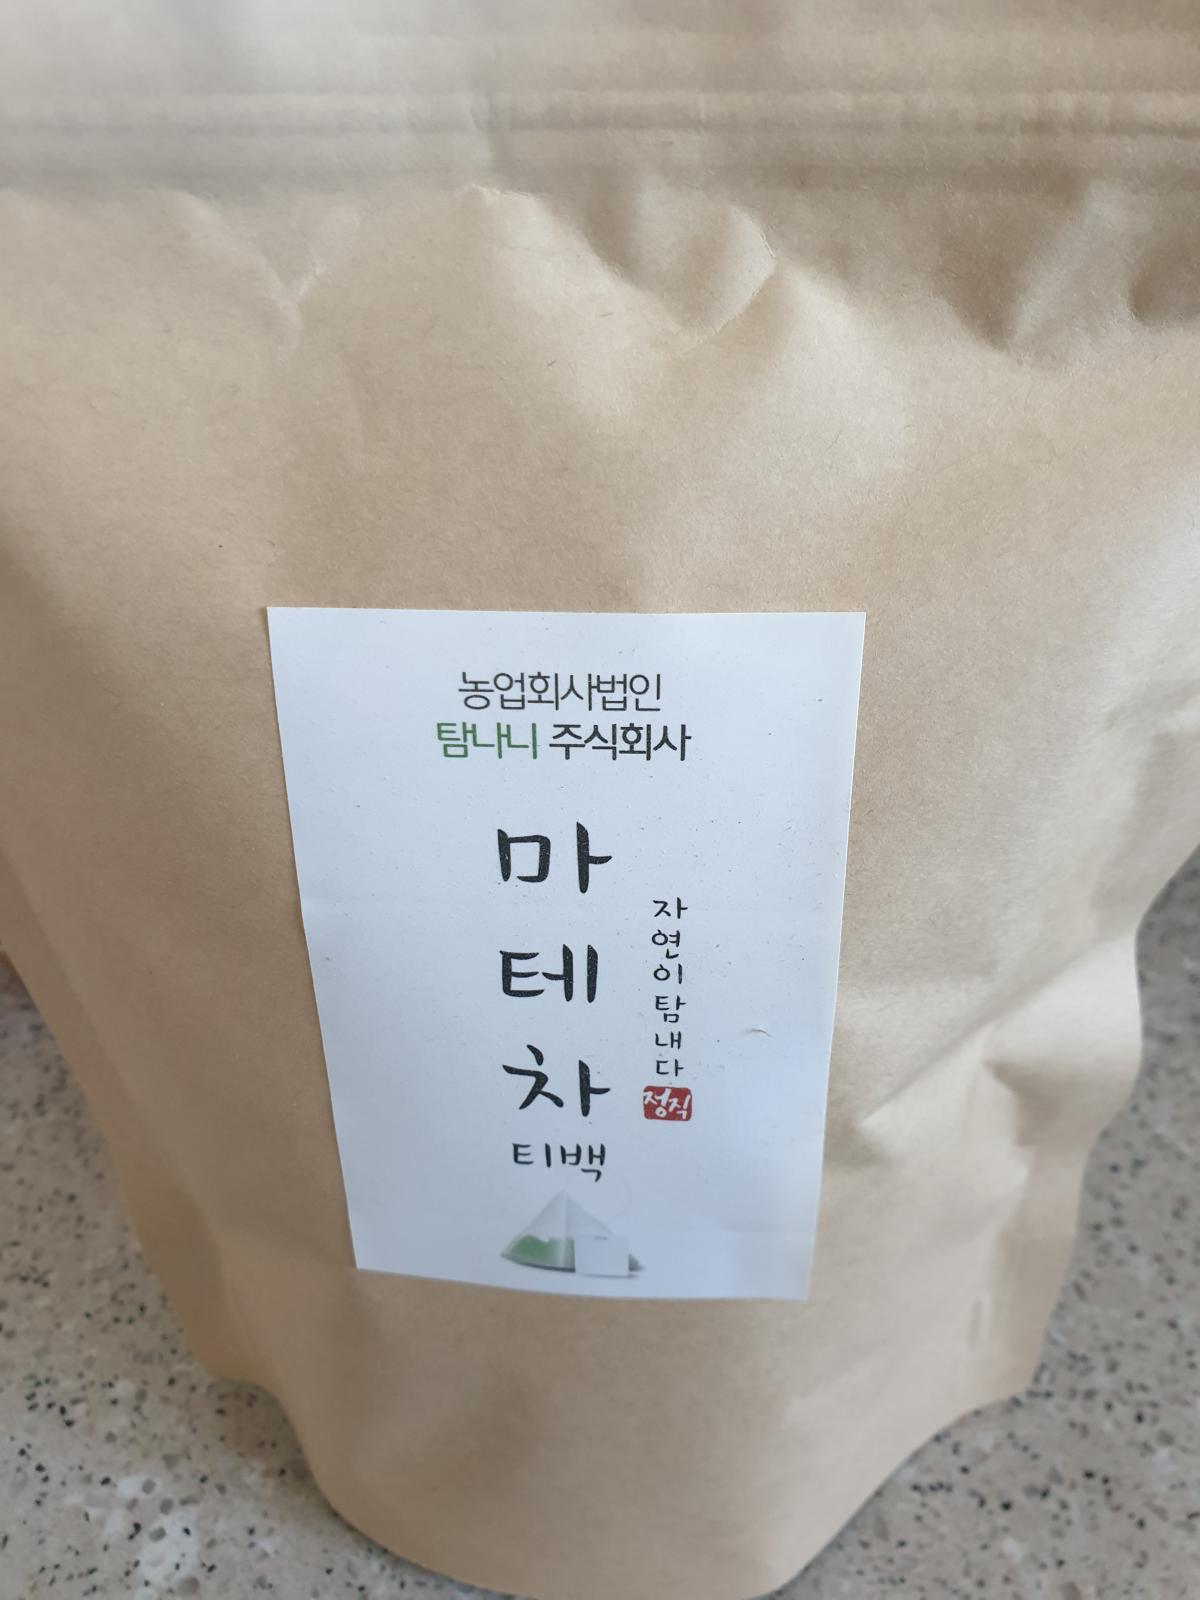 농업회사법인
탐나니 주식회사
마테차
티백
자연이탐내다
정직